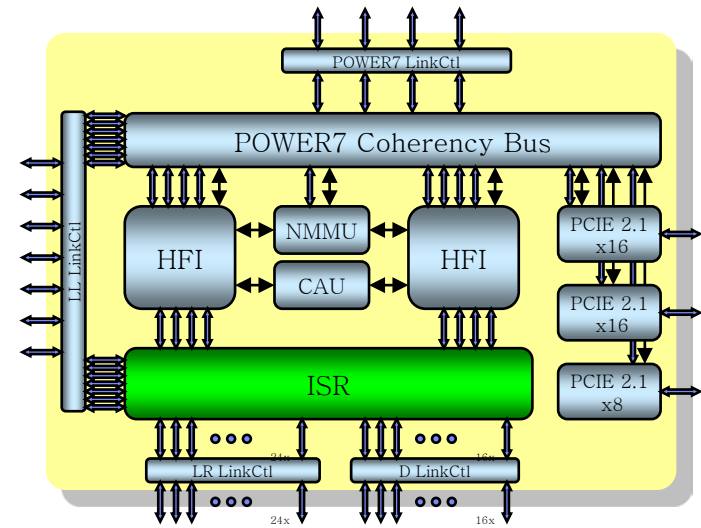 POWER7 LinkCtl
POWER7 Coherency Bus
LL LinkCtl
HFI
NMMU
CAU
HFI
PCIE 2.1
x16
PCIE 2.1
x16
PCIE 2.1
x8
ISR
24x
16x
LR LinkCtl
D LinkCtl
24x
16x